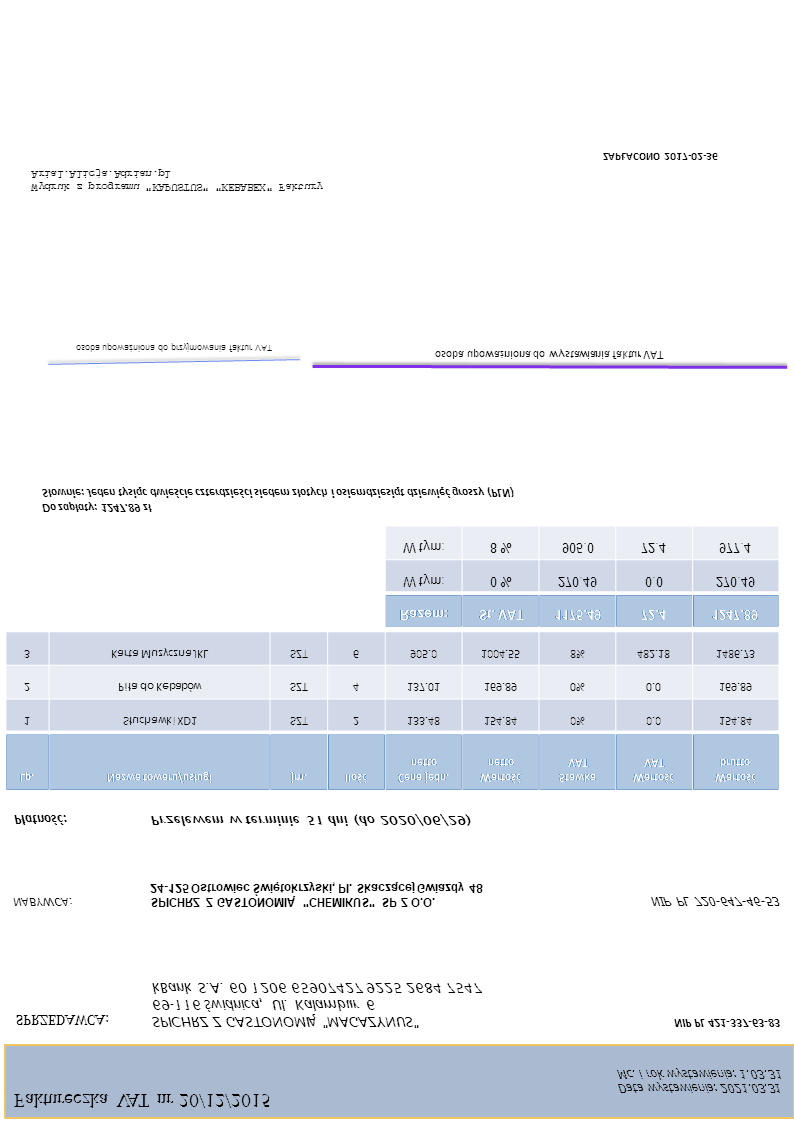 Data wystawienia: 2021.03.31
Mc. i rok wystawienia: 1.03.31
Faktureczka VAT nr 20/12/2015
SPRZEDAWCA: SPICHRZ Z GASTONOMIĄ "MAGAZYNUS" NIP PL 421-337-63-83
69-116 Świdnica, Ul. Kalambur 6
kBank S.A. 60 1206 65907427 9225 2684 7547
NABYWCA: SPICHRZ Z GASTONOMIĄ "CHEMIKUS" SP Z O.O. NIP PL 720-647-46-53
24-125 Ostrowiec Świętokrzyski, Pl. Skaczącej Gwiazdy 48
Płatność: Przelewem w terminie 51 dni (do 2020/06/29)
Lp. Nazwa towaru/usługi Jm. Ilość Cena jedn. netto Wartość netto Stawka VAT Wartość VAT Wartość brutto
1 Słuchawki XD1 SZT 2 133.48 154.84 0% 0.0 154.84
2 Piła do Kebabów SZT 4 137.01 169.89 0% 0.0 169.89
3 Karta Muzyczna JKL SZT 6 905.0 1004.55 8% 482.18 1486.73
Razem: St. VAT 1175.49 72.4 1247.89
W tym: 0 % 270.49 0.0 270.49
W tym: 8 % 905.0 72.4 977.4
Do zapłaty: 1247.89 zł
Słownie: Jeden tysiąc dwieście czterdzieści siedem złotych i osiemdziesiąt dziewięć groszy (PLN)
osoba upoważniona do przyjmowania faktur VAT
osoba upoważniona do wystawiania faktur VAT
Wydruk z programu "KAPUSTUS" "KEBABEX" Faktury
Arial.Alicja.Adrian.pl
ZAPŁACONO 2017-02-36